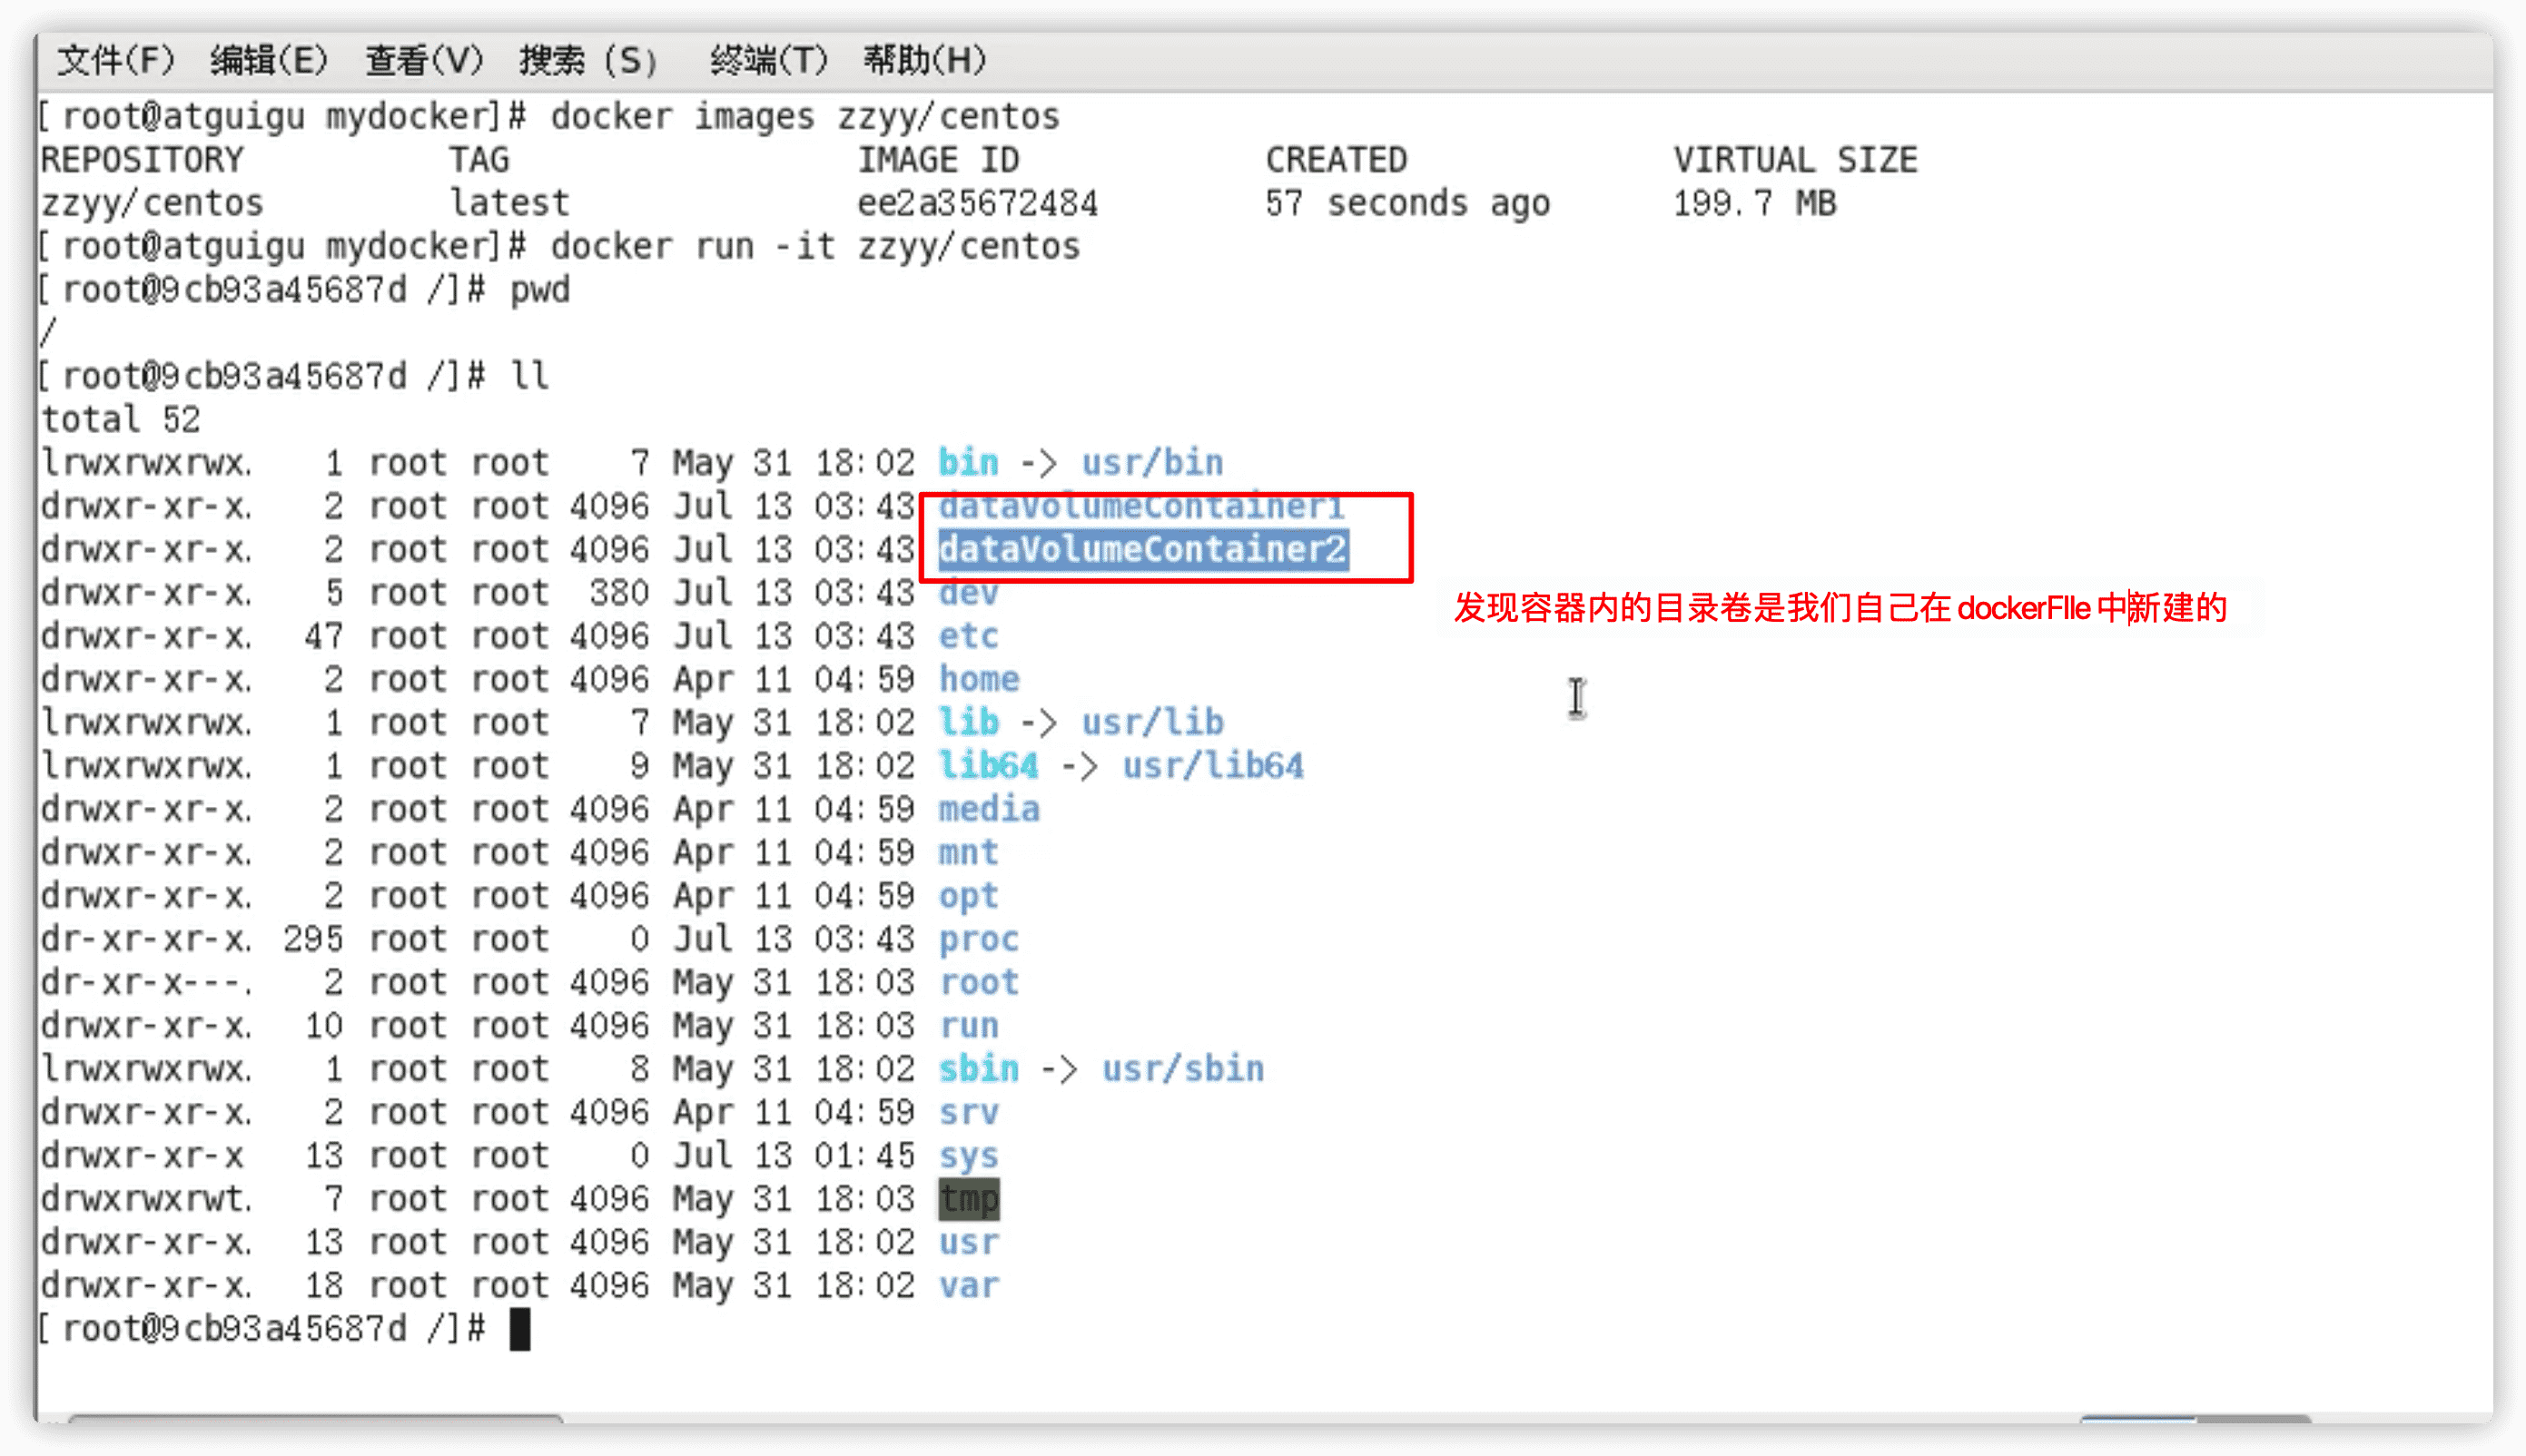 文件(F) 编辑(E) 查看(V) 搜索 (S) 终端(T) 帮助(H)
[root@atguigu mydocker]# docker images zzyy/centos
REPOSITORY TAG IMAGE ID CREATED VIRTUAL SIZE
zzyy/centos latest ee2a35672484 57 seconds ago 199.7 MB
[root@atguigu mydocker]# docker run -it zzyy/centos
[root@9cb93a45687d /]# pwd
/
[root@9cb93a45687d /]# ll
total 52
lrwxrwxrwx. 1 root root 7 May 31 18:02 bin -> usr/bin
drwxr-xr-x. 2 root root 4096 Jul 13 03:43 dataVolumeContainer1
drwxr-xr-x. 2 root root 4096 Jul 13 03:43 dataVolumeContainer2
drwxr-xr-x. 5 root root 380 Jul 13 03:43 dev
发现容器内的目录卷是我们自己在 dockerFIle 中新建的
drwxr-xr-x. 47 root root 4096 Jul 13 03:43 etc
drwxr-xr-x. 2 root root 4096 Apr 11 04:59 home
lrwxrwxrwx. 1 root root 7 May 31 18:02 lib -> usr/lib
lrwxrwxrwx. 1 root root 9 May 31 18:02 lib64 -> usr/lib64
drwxr-xr-x. 2 root root 4096 Apr 11 04:59 media
drwxr-xr-x. 2 root root 4096 Apr 11 04:59 mnt
drwxr-xr-x. 2 root root 4096 Apr 11 04:59 opt
dr-xr-xr-x. 295 root root 0 Jul 13 03:43 proc
dr-xr-x---. 2 root root 4096 May 31 18:03 root
drwxr-xr-x. 10 root root 4096 May 31 18:03 run
lrwxrwxrwx. 1 root root 8 May 31 18:02 sbin -> usr/sbin
drwxr-xr-x. 2 root root 4096 Apr 11 04:59 srv
drwxr-xr-x 13 root root 0 Jul 13 01:45 sys
drwxrwxrwt. 7 root root 4096 May 31 18:03 tmp
drwxr-xr-x. 13 root root 4096 May 31 18:02 usr
drwxr-xr-x. 18 root root 4096 May 31 18:02 var
[root@9cb93a45687d /]#